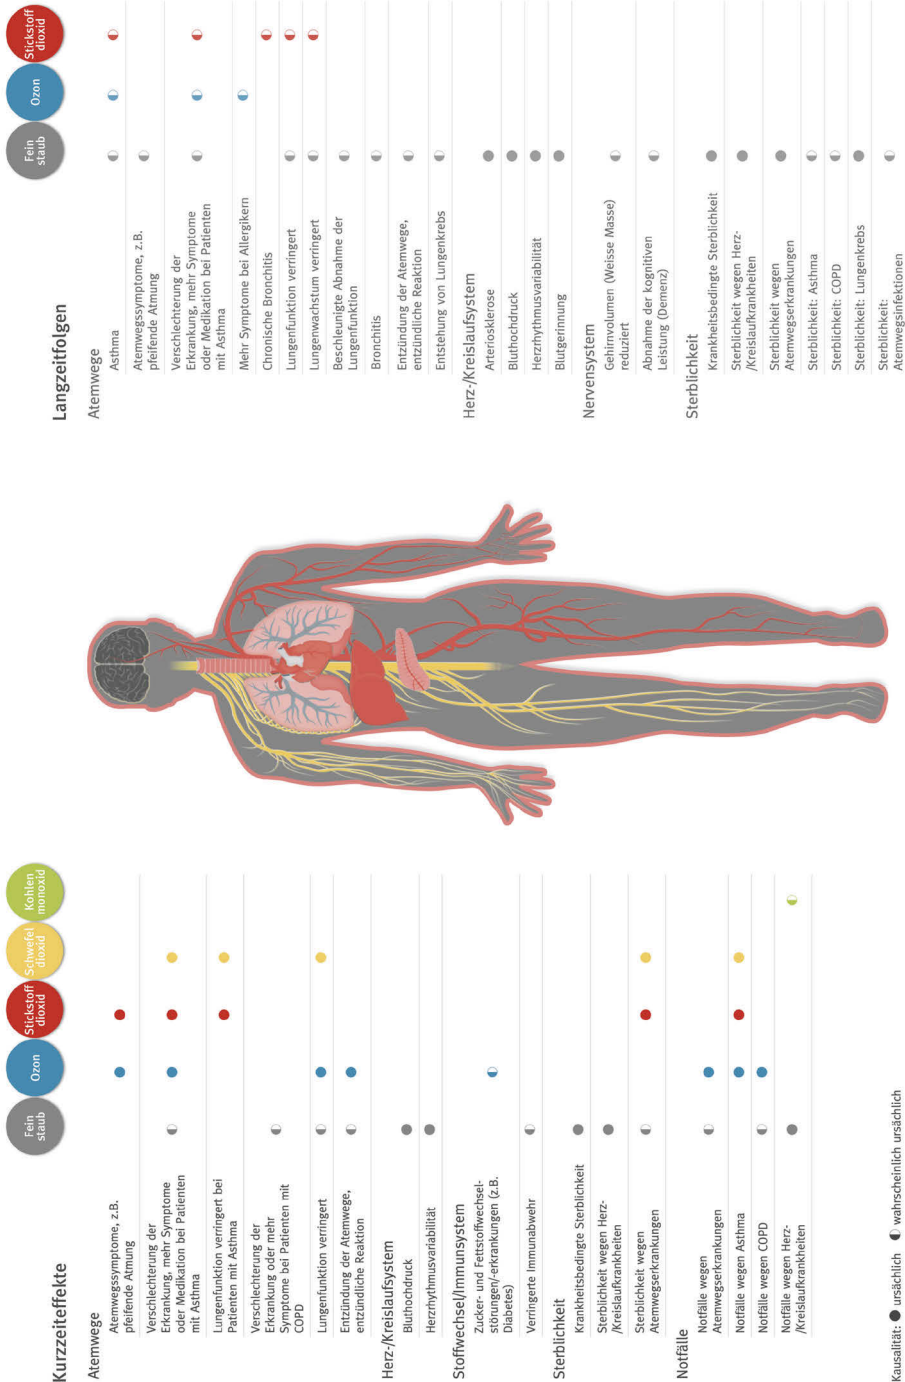 Kurzzeiteffekte
Fein
staub
Ozon
Stickstoff
dioxid
Schwefel
dioxid
Kohlen
monoxid
Atemwege
Atemwegssymptome, z.B.
pfeifende Atmung
Verschlechterung der
Erkrankung, mehr Symptome
oder Medikation bei Patienten
mit Asthma
Lungenfunktion verringert bei
Patienten mit Asthma
Verschlechterung der
Erkrankung oder mehr
Symptome bei Patienten mit
COPD
Lungenfunktion verringert
Entzündung der Atemwege,
entzündliche Reaktion
Herz-/Kreislaufsystem
Bluthochdruck
Herzrhythmusvariabilität
Stoffwechsel/Immunsystem
Zucker- und Fettstoffwechsel-
störungen/-erkrankungen (z.B.
Diabetes)
Verringerte Immunabwehr
Sterblichkeit
Krankheitsbedingte Sterblichkeit
Sterblichkeit wegen Herz-
/Kreislaufkrankheiten
Sterblichkeit wegen
Atemwegserkrankungen
Notfälle
Notfälle wegen
Atemwegserkrankungen
Notfälle wegen Asthma
Notfälle wegen COPD
Notfälle wegen Herz-
/Kreislaufkrankheiten
Kausalität: ursächlich wahrscheinlich ursächlich
Langzeitfolgen
Fein
staub
Ozon
Stickstoff
dioxid
Atemwege
Asthma
Atemwegssymptome, z.B.
pfeifende Atmung
Verschlechterung der
Erkrankung, mehr Symptome
oder Medikation bei Patienten
mit Asthma
Mehr Symptome bei Allergikern
Chronische Bronchitis
Lungenfunktion verringert
Lungenwachstum verringert
Beschleunigte Abnahme der
Lungenfunktion
Bronchitis
Entzündung der Atemwege,
entzündliche Reaktion
Entstehung von Lungenkrebs
Herz-/Kreislaufsystem
Arteriosklerose
Bluthochdruck
Herzrhythmusvariabilität
Blutgerinnung
Nervensystem
Gehirnvolumen (Weisse Masse)
reduziert
Abnahme der kognitiven
Leistung (Demenz)
Sterblichkeit
Krankheitsbedingte Sterblichkeit
Sterblichkeit wegen Herz-
/Kreislaufkrankheiten
Sterblichkeit wegen
Atemwegserkrankungen
Sterblichkeit: Asthma
Sterblichkeit: COPD
Sterblichkeit: Lungenkrebs
Sterblichkeit:
Atemwegsinfektionen